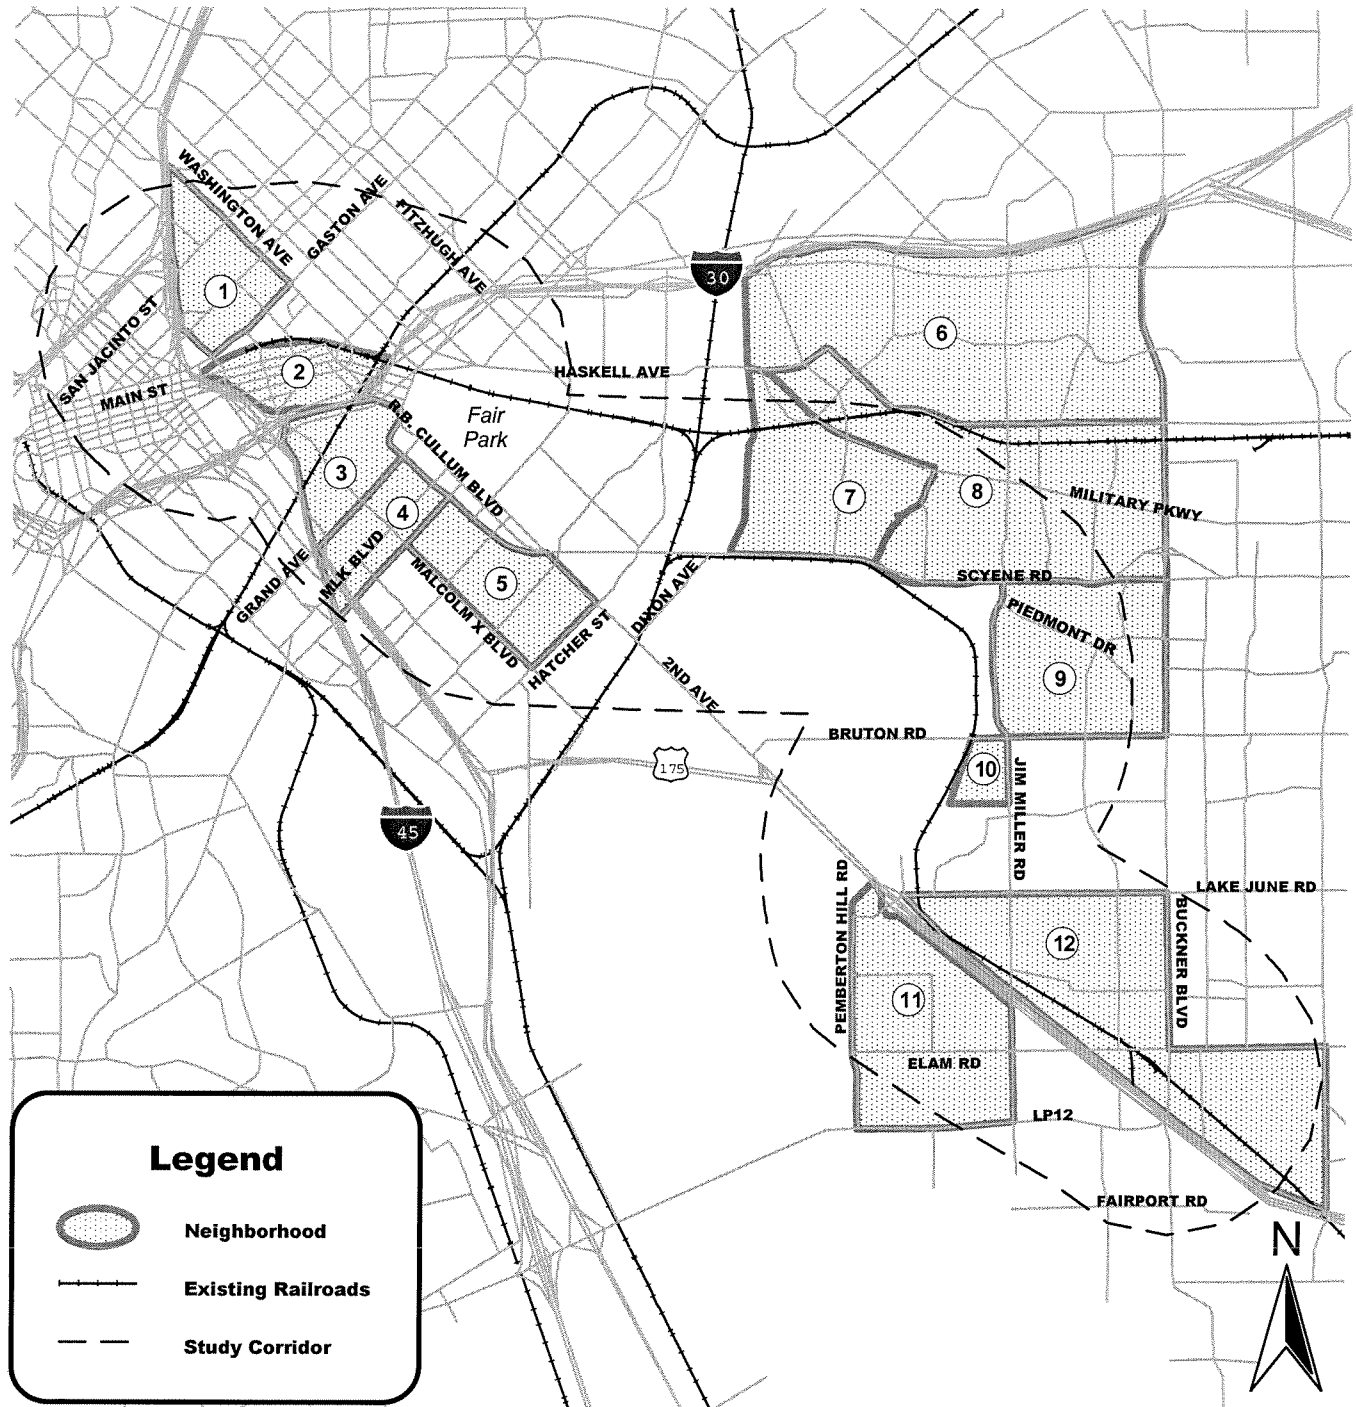 WASHINGTON AVE
GASTON AVE
FITZHUGH AVE
30
1
6
SAN JACINTO ST
2
HASKELL AVE
MAIN ST
R.B. CULLUM BLVD
Fair
Park
3
4
7
8
MILITARY PKWY
GRAND AVE
MLK BLVD
MALCOLM X BLVD
5
HATCHER ST
DIXON AVE
SCYENE RD
PIEDMONT DR
9
2ND AVE
BRUTON RD
175
10
JIM MILLER RD
45
LAKE JUNE RD
PEMBERTON HILL RD
BUCKNER BLVD
12
11
ELAM RD
LP12
FAIRPORT RD
N
Legend
Neighborhood
Existing Railroads
Study Corridor